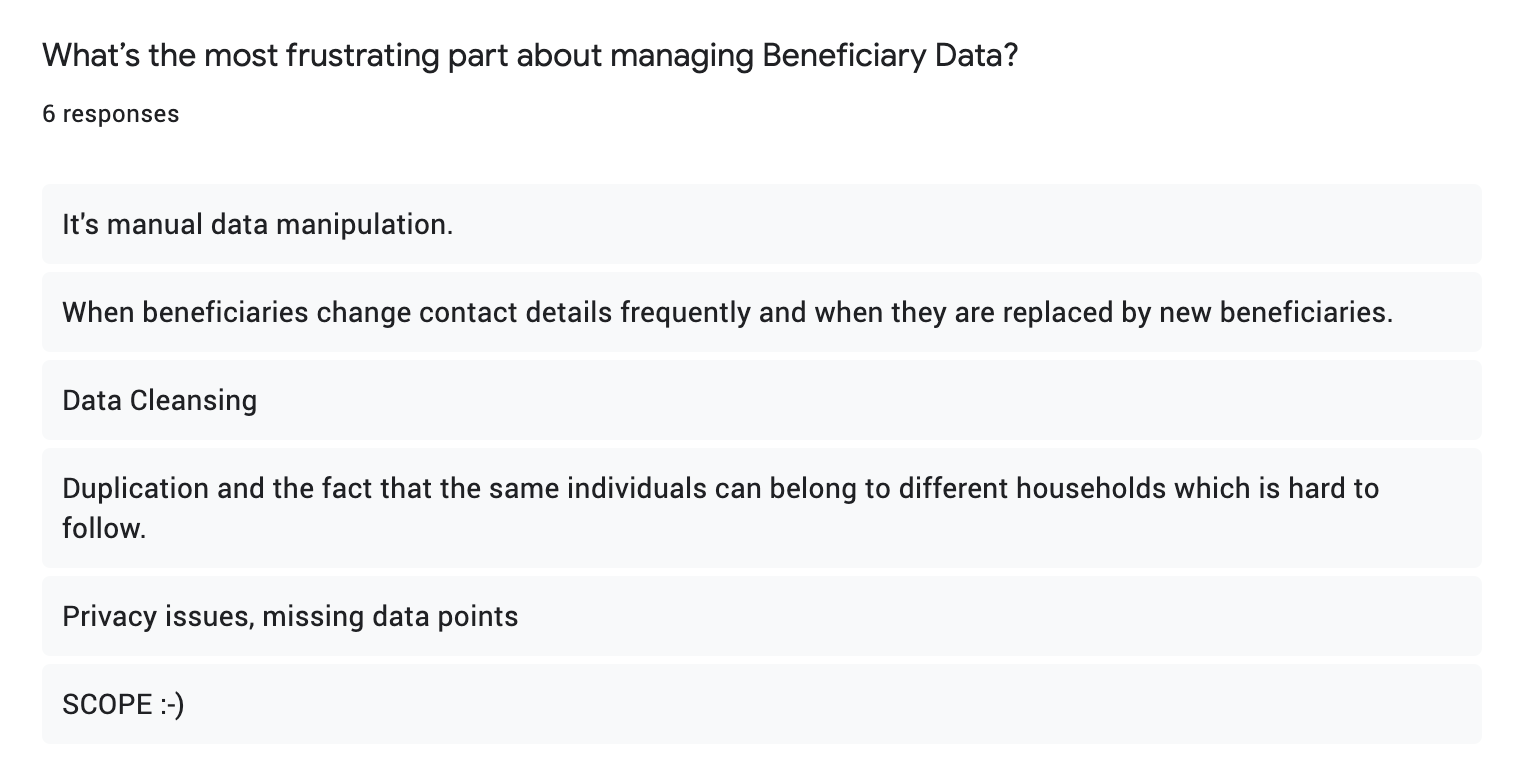 What’s the most frustrating part about managing Beneficiary Data?
6 responses
It's manual data manipulation.
When beneficiaries change contact details frequently and when they are replaced by new beneficiaries.
Data Cleansing
Duplication and the fact that the same individuals can belong to different households which is hard to
follow.
Privacy issues, missing data points
SCOPE :-)